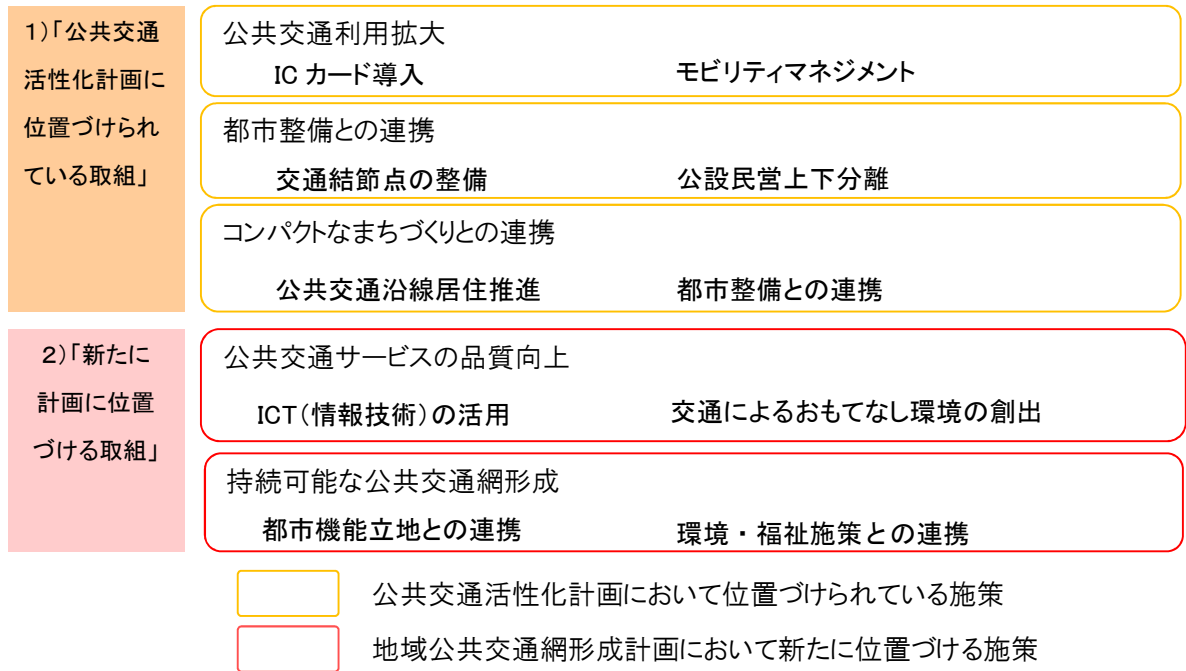 1)「公共交通
活性化計画に
位置づけられ
ている取組」
公共交通利用拡大
IC カード導入
モビリティマネジメント
都市整備との連携
交通結節点の整備
公設民営上下分離
コンパクトなまちづくりとの連携
公共交通沿線居住推進
都市整備との連携
2)「新たに
計画に位置
づける取組」
公共交通サービスの品質向上
ICT(情報技術)の活用
交通によるおもてなし環境の創出
持続可能な公共交通網形成
都市機能立地との連携
環境・福祉施策との連携
公共交通活性化計画において位置づけられている施策
地域公共交通網形成計画において新たに位置づける施策